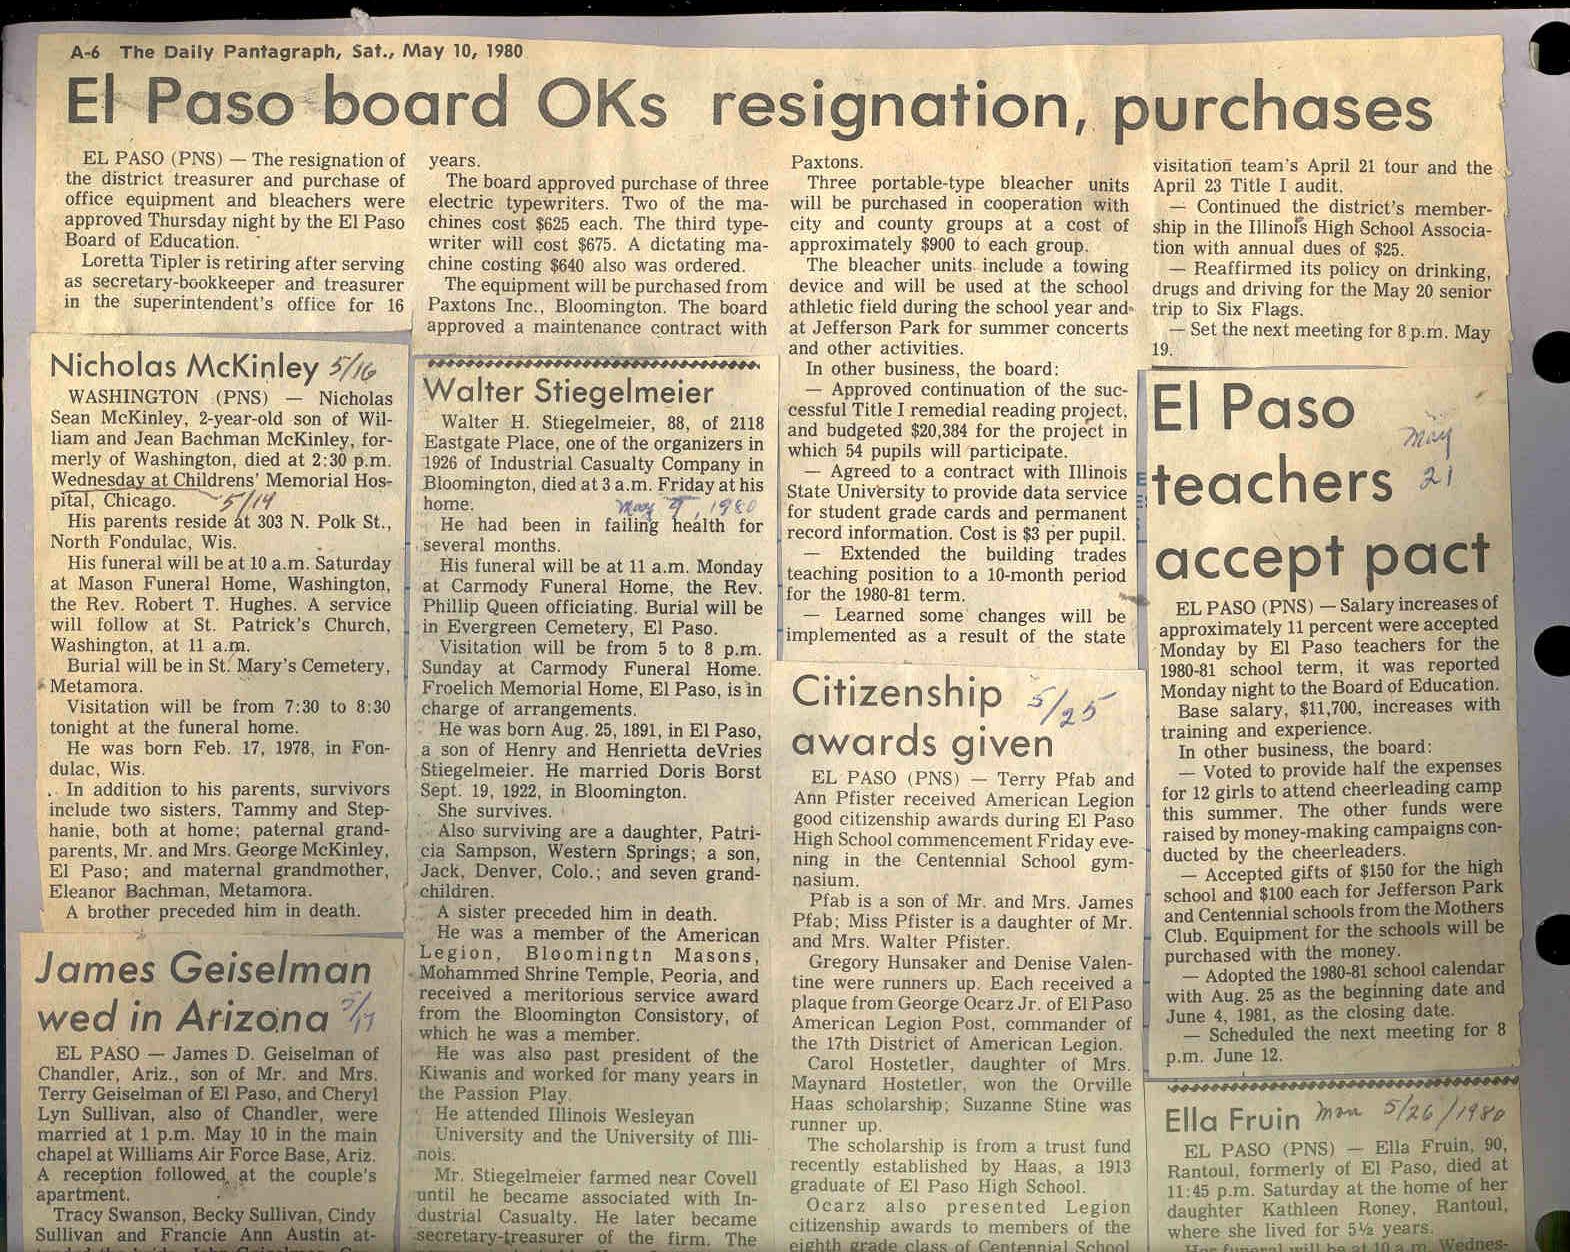 A-6 The Daily Pantagraph, Sat., May 10, 1980
El Paso board OKs resignation, purchases
EL PASO (PNS) — The resignation of
the district treasurer and purchase of
office equipment and bleachers were
approved Thursday night by the El Paso
Board of Education.
Loretta Tipler is retiring after serving
as secretary-bookkeeper and treasurer
in the superintendent's office for 16
years.
The board approved purchase of three
electric typewriters. Two of the ma-
chines cost $625 each. The third type-
writer will cost $675. A dictating ma-
chine costing $640 also was ordered.
The equipment will be purchased from
Paxtons Inc., Bloomington. The board
approved a maintenance contract with
Paxtons.
Three portable-type bleacher units
will be purchased in cooperation with
city and county groups at a cost of
approximately $900 to each group.
The bleacher units include a towing
device and will be used at the school
athletic field during the school year and
at Jefferson Park for summer concerts
and other activities.
In other business, the board:
— Approved continuation of the suc-
cessful Title I remedial reading project,
and budgeted $20,384 for the project in
which 54 pupils will participate.
— Agreed to a contract with Illinois
State University to provide data service
for student grade cards and permanent
record information. Cost is $3 per pupil.
— Extended the building trades
teaching position to a 10-month period
for the 1980-81 term.
— Learned some changes will be
implemented as a result of the state
visitation team's April 21 tour and the
April 23 Title I audit.
— Continued the district's member-
ship in the Illinois High School Associa-
tion with annual dues of $25.
— Reaffirmed its policy on drinking,
drugs and driving for the May 20 senior
trip to Six Flags.
— Set the next meeting for 8 p.m. May
19.
Nicholas McKinley 5/16
WASHINGTON (PNS) — Nicholas
Sean McKinley, 2-year-old son of Wil-
liam and Jean Bachman McKinley, for-
merly of Washington, died at 2:30 p.m.
Wednesday at Childrens' Memorial Hos-
pital, Chicago. 5/14
His parents reside at 303 N. Polk St.,
North Fondulac, Wis.
His funeral will be at 10 a.m. Saturday
at Mason Funeral Home, Washington,
the Rev. Robert T. Hughes. A service
will follow at St. Patrick's Church,
Washington, at 11 a.m.
Burial will be in St. Mary's Cemetery,
Metamora.
Visitation will be from 7:30 to 8:30
tonight at the funeral home.
He was born Feb. 17, 1978, in Fon-
dulac, Wis.
In addition to his parents, survivors
include two sisters, Tammy and Step-
hanie, both at home; paternal grand-
parents, Mr. and Mrs. George McKinley,
El Paso; and maternal grandmother,
Eleanor Bachman, Metamora.
A brother preceded him in death.
James Geiselman
wed in Arizona 5/17
EL PASO — James D. Geiselman of
Chandler, Ariz., son of Mr. and Mrs.
Terry Geiselman of El Paso, and Cheryl
Lyn Sullivan, also of Chandler, were
married at 1 p.m. May 10 in the main
chapel at Williams Air Force Base, Ariz.
A reception followed at the couple's
apartment.
Tracy Swanson, Becky Sullivan, Cindy
Sullivan and Francie Ann Austin at-
Walter Stiegelmeier
Walter H. Stiegelmeier, 88, of 2118
Eastgate Place, one of the organizers in
1926 of Industrial Casualty Company in
Bloomington, died at 3 a.m. Friday at his
home. May 9, 1980
He had been in failing health for
several months.
His funeral will be at 11 a.m. Monday
at Carmody Funeral Home, the Rev.
Phillip Queen officiating. Burial will be
in Evergreen Cemetery, El Paso.
Visitation will be from 5 to 8 p.m.
Sunday at Carmody Funeral Home.
Froelich Memorial Home, El Paso, is in
charge of arrangements.
He was born Aug. 25, 1891, in El Paso,
a son of Henry and Henrietta deVries
Stiegelmeier. He married Doris Borst
Sept. 19, 1922, in Bloomington.
She survives.
Also surviving are a daughter, Patri-
cia Sampson, Western Springs; a son,
Jack, Denver, Colo.; and seven grand-
children.
A sister preceded him in death.
He was a member of the American
Legion, Bloomingtn Masons,
Mohammed Shrine Temple, Peoria, and
received a meritorious service award
from the Bloomington Consistory, of
which he was a member.
He was also past president of the
Kiwanis and worked for many years in
the Passion Play.
He attended Illinois Wesleyan
University and the University of Illi-
nois.
Mr. Stiegelmeier farmed near Covell
until he became associated with In-
dustrial Casualty. He later became
secretary-treasurer of the firm. The
Citizenship 5/25
awards given
EL PASO (PNS) — Terry Pfab and
Ann Pfister received American Legion
good citizenship awards during El Paso
High School commencement Friday eve-
ning in the Centennial School gym-
nasium.
Pfab is a son of Mr. and Mrs. James
Pfab; Miss Pfister is a daughter of Mr.
and Mrs. Walter Pfister.
Gregory Hunsaker and Denise Valen-
tine were runners up. Each received a
plaque from George Ocarz Jr. of El Paso
American Legion Post, commander of
the 17th District of American Legion.
Carol Hostetler, daughter of Mrs.
Maynard Hostetler, won the Orville
Haas scholarship; Suzanne Stine was
runner up.
The scholarship is from a trust fund
recently established by Haas, a 1913
graduate of El Paso High School.
Ocarz also presented Legion
citizenship awards to members of the
eighth grade class of Centennial School
El Paso
teachers May 21
accept pact
EL PASO (PNS) — Salary increases of
approximately 11 percent were accepted
Monday by El Paso teachers for the
1980-81 school term, it was reported
Monday night to the Board of Education.
Base salary, $11,700, increases with
training and experience.
In other business, the board:
— Voted to provide half the expenses
for 12 girls to attend cheerleading camp
this summer. The other funds were
raised by money-making campaigns con-
ducted by the cheerleaders.
— Accepted gifts of $150 for the high
school and $100 each for Jefferson Park
and Centennial schools from the Mothers
Club. Equipment for the schools will be
purchased with the money.
— Adopted the 1980-81 school calendar
with Aug. 25 as the beginning date and
June 4, 1981, as the closing date.
— Scheduled the next meeting for 8
p.m. June 12.
Ella Fruin Mon 5/26/1980
EL PASO (PNS) — Ella Fruin, 90,
Rantoul, formerly of El Paso, died at
11:45 p.m. Saturday at the home of her
daughter Kathleen Roney, Rantoul,
where she lived for 5½ years.
Her funeral will be at 10 a.m. Wednes-